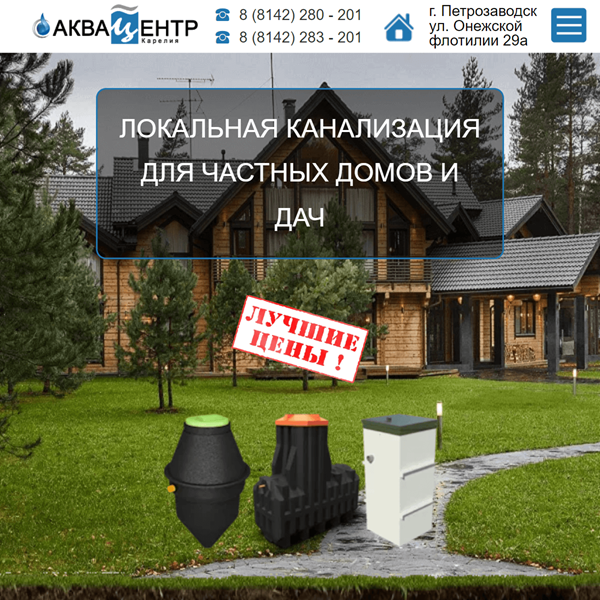 АКВАЦЕНТР
Карелия
8 (8142) 280 - 201
8 (8142) 283 - 201
г. Петрозаводск
ул. Онежской
флотилии 29а
ЛОКАЛЬНАЯ КАНАЛИЗАЦИЯ
ДЛЯ ЧАСТНЫХ ДОМОВ И
ДАЧ
ЛУЧШИЕ
ЦЕНЫ !